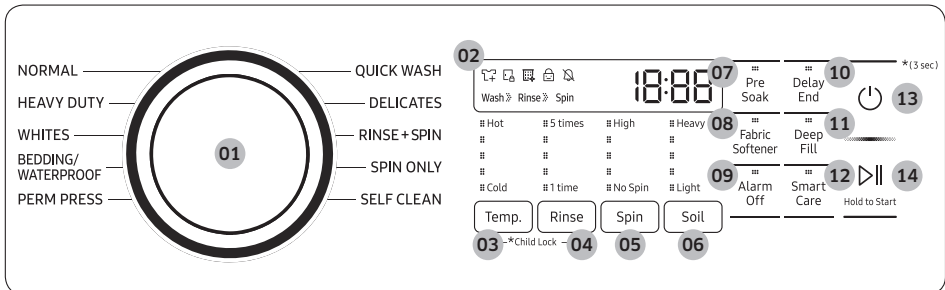 NORMAL
HEAVY DUTY
WHITES
BEDDING/
WATERPROOF
PERM PRESS
01
QUICK WASH
DELICATES
RINSE+SPIN
SPIN ONLY
SELF CLEAN
02
18:88
Wash Rinse Spin
Hot 5 times High Heavy
Cold 1 time No Spin Light
Temp. Rinse Spin Soil
03 *Child Lock 04 05 06
07 Pre
Soak
Delay
End 10
08 Fabric
Softener
Deep
Fill 11
09 Alarm
Off
Smart
Care 12
*(3 sec)
13
14
Hold to Start